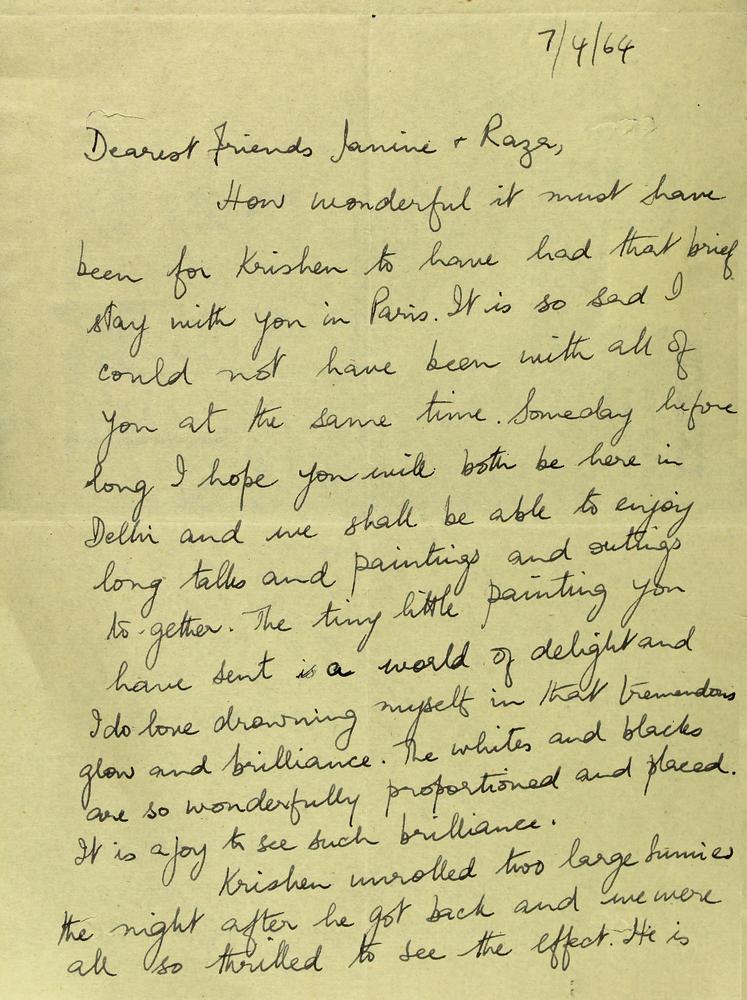 7/4/64
Dearest Friends Janine + Raza,
How wonderful it must have
been for Krishen to have had that brief
stay with you in Paris. It is so sad I
could not have been with all of
you at the same time. Someday before
long I hope you will both be here in
Delhi and we shall be able to enjoy
long talks and paintings and outings
to-gether. The tiny little painting you
have sent is a world of delight and
I do love drowning myself in that tremendous
glow and brilliance. The whites and blacks
are so wonderfully proportioned and placed.
It is a joy to see such brilliance.
Krishen unrolled two large Sumies
the night after he got back and we were
all so thrilled to see the effect. He is